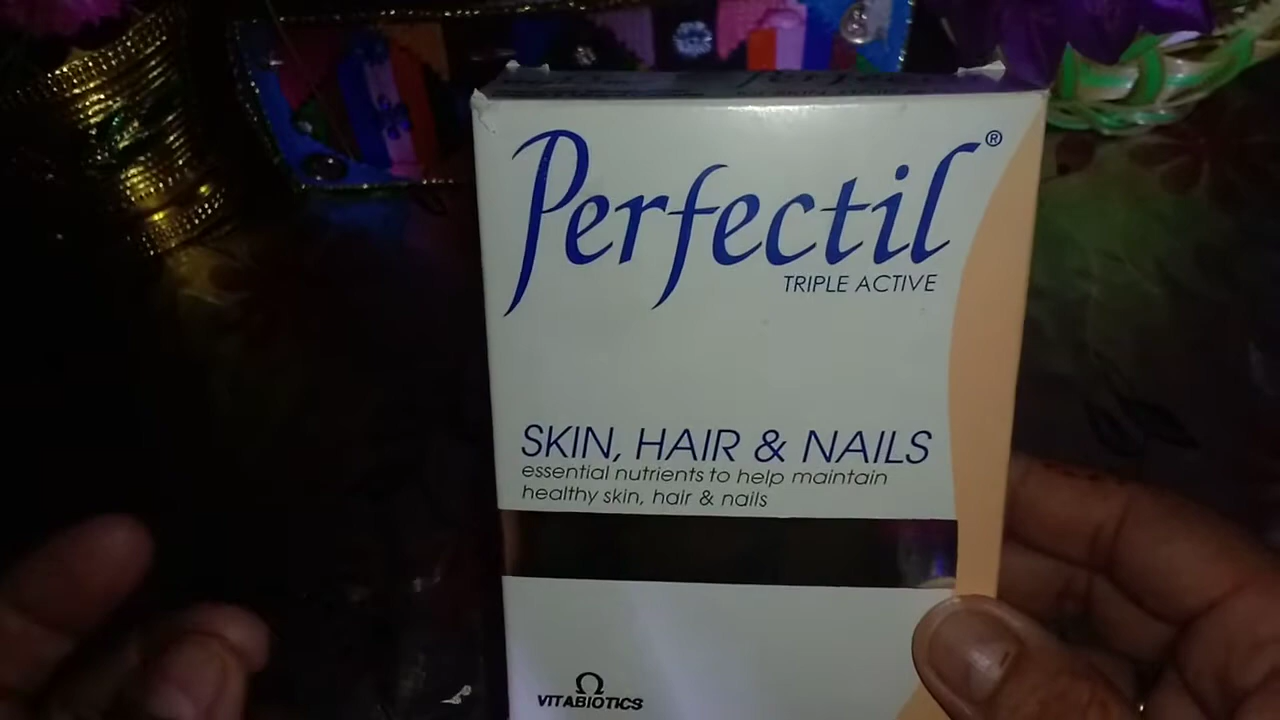 Perfectil®
TRIPLE ACTIVE
SKIN, HAIR & NAILS
essential nutrients to help maintain
healthy skin, hair & nails
VITABIOTICS